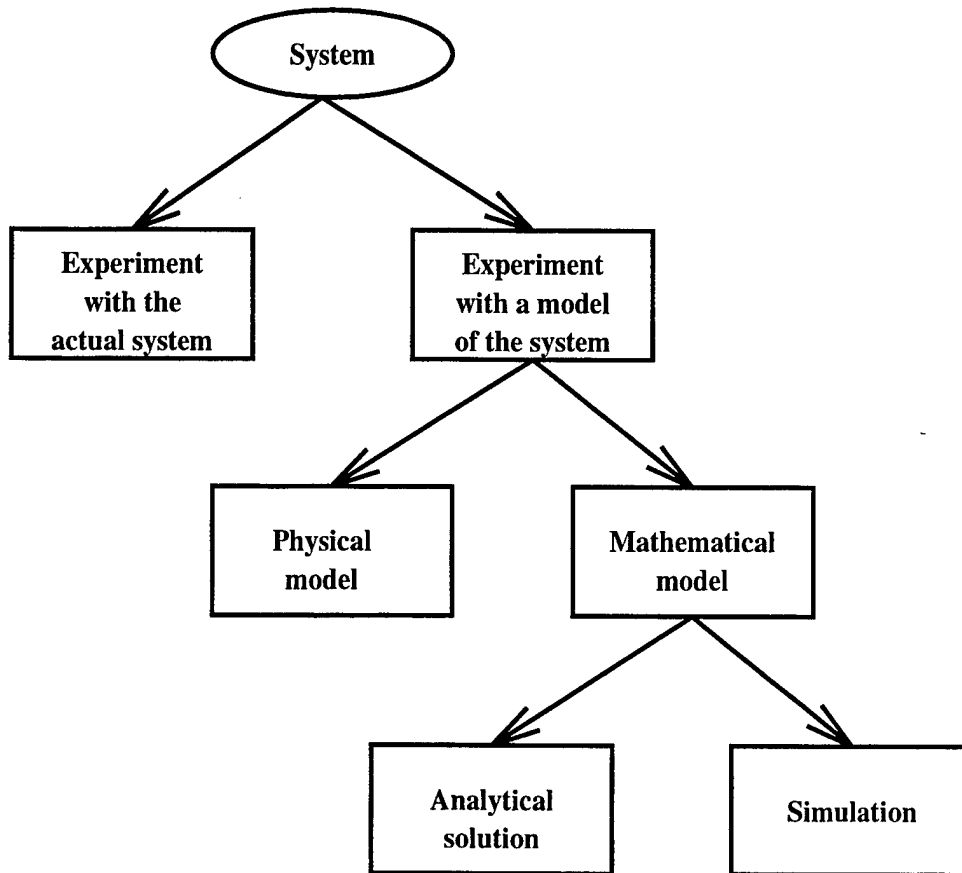 System
Experiment
with the
actual system
Experiment
with a model
of the system
Physical
model
Mathematical
model
Analytical
solution
Simulation